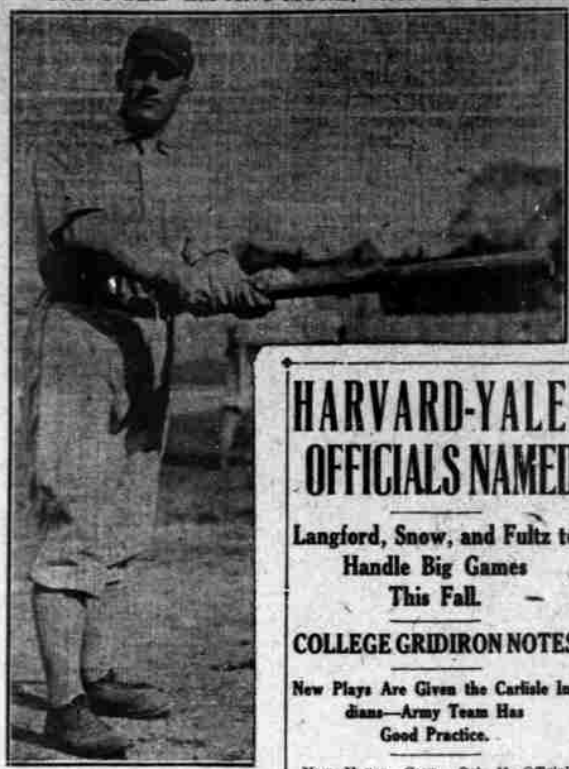 HARVARD-YALE
OFFICIALS NAMED
Langford, Snow, and Fultz t
Handle Big Games
This Fall.
COLLEGE GRIDIRON NOTES
New Plays Are Given the Carlisle In-
dians—Army Team Has
Good Practice.